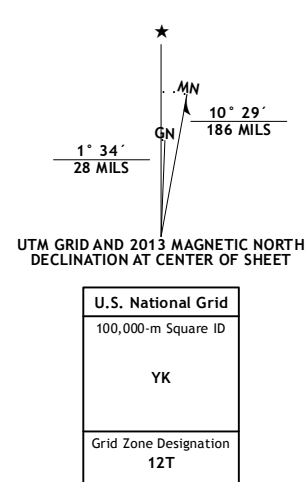 ★
MN
GN
10° 29´
186 MILS
1° 34´
28 MILS
UTM GRID AND 2013 MAGNETIC NORTH
DECLINATION AT CENTER OF SHEET
U.S. National Grid
100,000-m Square ID
YK
Grid Zone Designation
12T